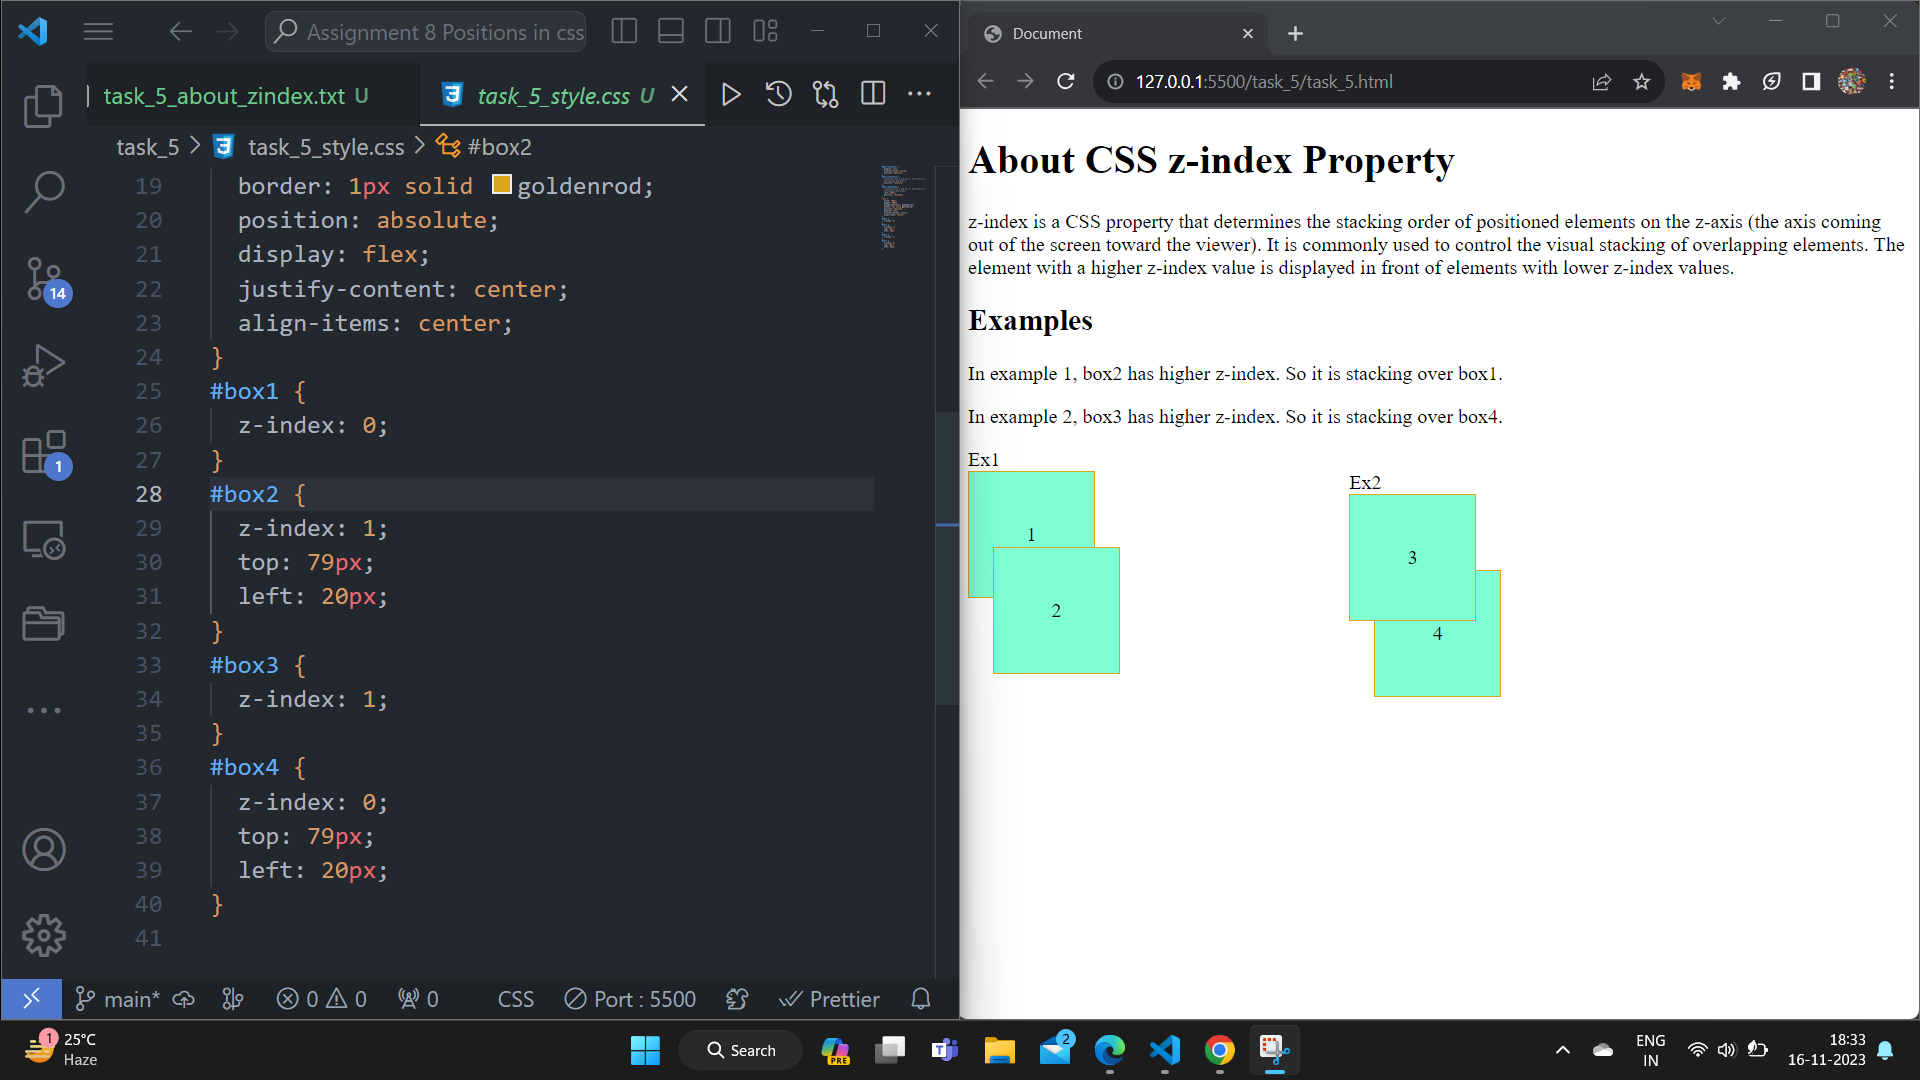 Assignment 8 Positions in css
task_5_about_zindex.txt U
task_5_style.css U
task_5 > task_5_style.css > #box2
19 border: 1px solid goldenrod;
20 position: absolute;
21 display: flex;
22 justify-content: center;
23 align-items: center;
24 }
25 #box1 {
26 z-index: 0;
27 }
28 #box2 {
29 z-index: 1;
30 top: 79px;
31 left: 20px;
32 }
33 #box3 {
34 z-index: 1;
35 }
36 #box4 {
37 z-index: 0;
38 top: 79px;
39 left: 20px;
40 }
41
14
1
main* 0 0 0 CSS Port : 5500 Prettier
Document
127.0.0.1:5500/task_5/task_5.html
About CSS z-index Property
z-index is a CSS property that determines the stacking order of positioned elements on the z-axis (the axis coming
out of the screen toward the viewer). It is commonly used to control the visual stacking of overlapping elements. The
element with a higher z-index value is displayed in front of elements with lower z-index values.
Examples
In example 1, box2 has higher z-index. So it is stacking over box1.
In example 2, box3 has higher z-index. So it is stacking over box4.
Ex1
1
2
Ex2
3
4
1
25°C
Haze
Search
PRE
2
ENG
IN
18:33
16-11-2023